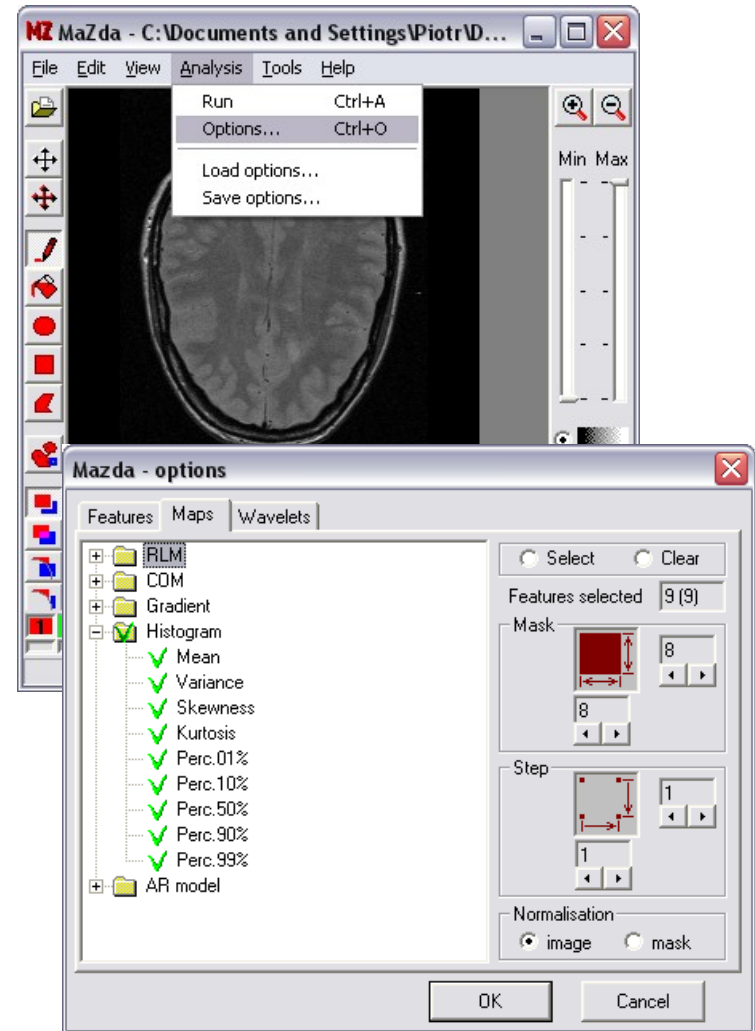 MZ MaZda - C:\Documents and Settings\Piotr\D...
File Edit View Analysis Tools Help
Run Ctrl+A
Options... Ctrl+O
Load options...
Save options...
Min Max
1
Mazda - options
Features Maps Wavelets
RLM
COM
Gradient
Histogram
Mean
Variance
Skewness
Kurtosis
Perc.01%
Perc.10%
Perc.50%
Perc.90%
Perc.99%
AR model
Select Clear
Features selected 9 (9)
Mask
8
8
Step
1
1
Normalisation
image mask
OK Cancel